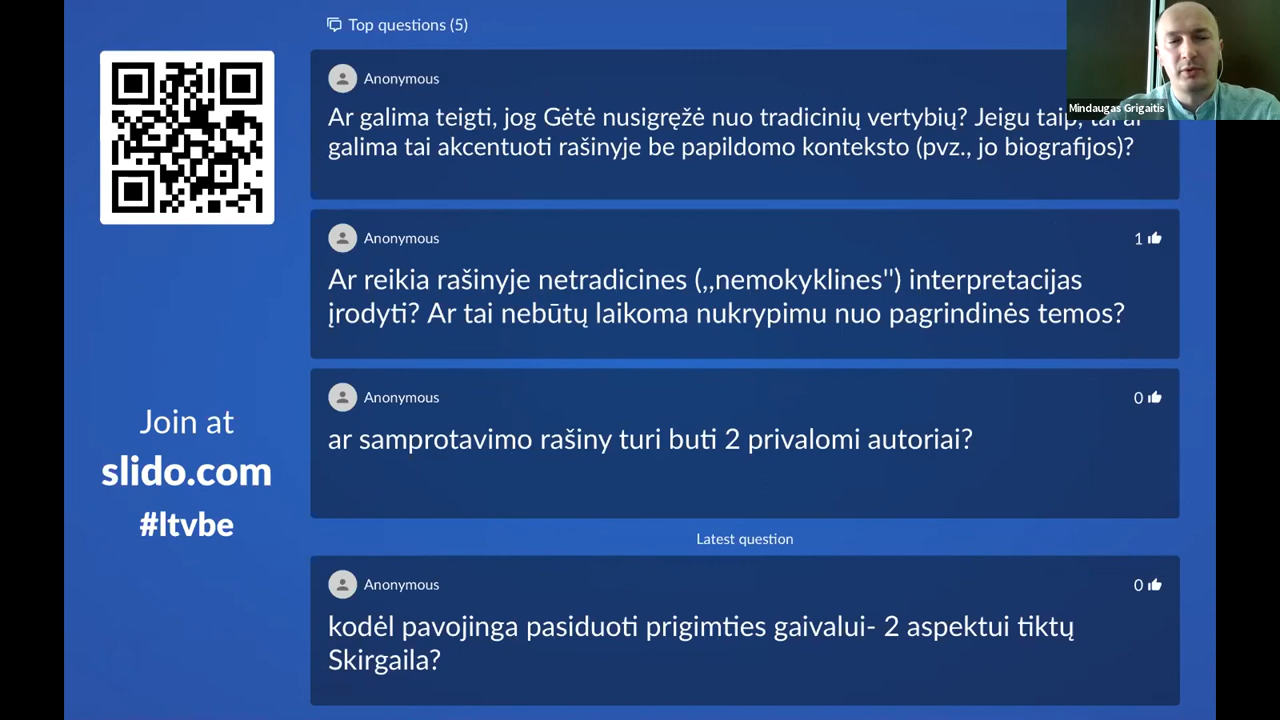 Top questions (5)
Anonymous
Mindaugas Grigaitis
Ar galima teigti, jog Gėtė nusigręžė nuo tradicinių vertybių? Jeigu taip, tai ar
galima tai akcentuoti rašinyje be papildomo konteksto (pvz., jo biografijos)?
Anonymous
1
Ar reikia rašinyje netradicines (,,nemokyklines'') interpretacijas
įrodyti? Ar tai nebūtų laikoma nukrypimu nuo pagrindinės temos?
Anonymous
0
ar samprotavimo rašiny turi buti 2 privalomi autoriai?
Join at
slido.com
#ltvbe
Latest question
Anonymous
0
kodėl pavojinga pasiduoti prigimties gaivalui- 2 aspektui tiktų
Skirgaila?